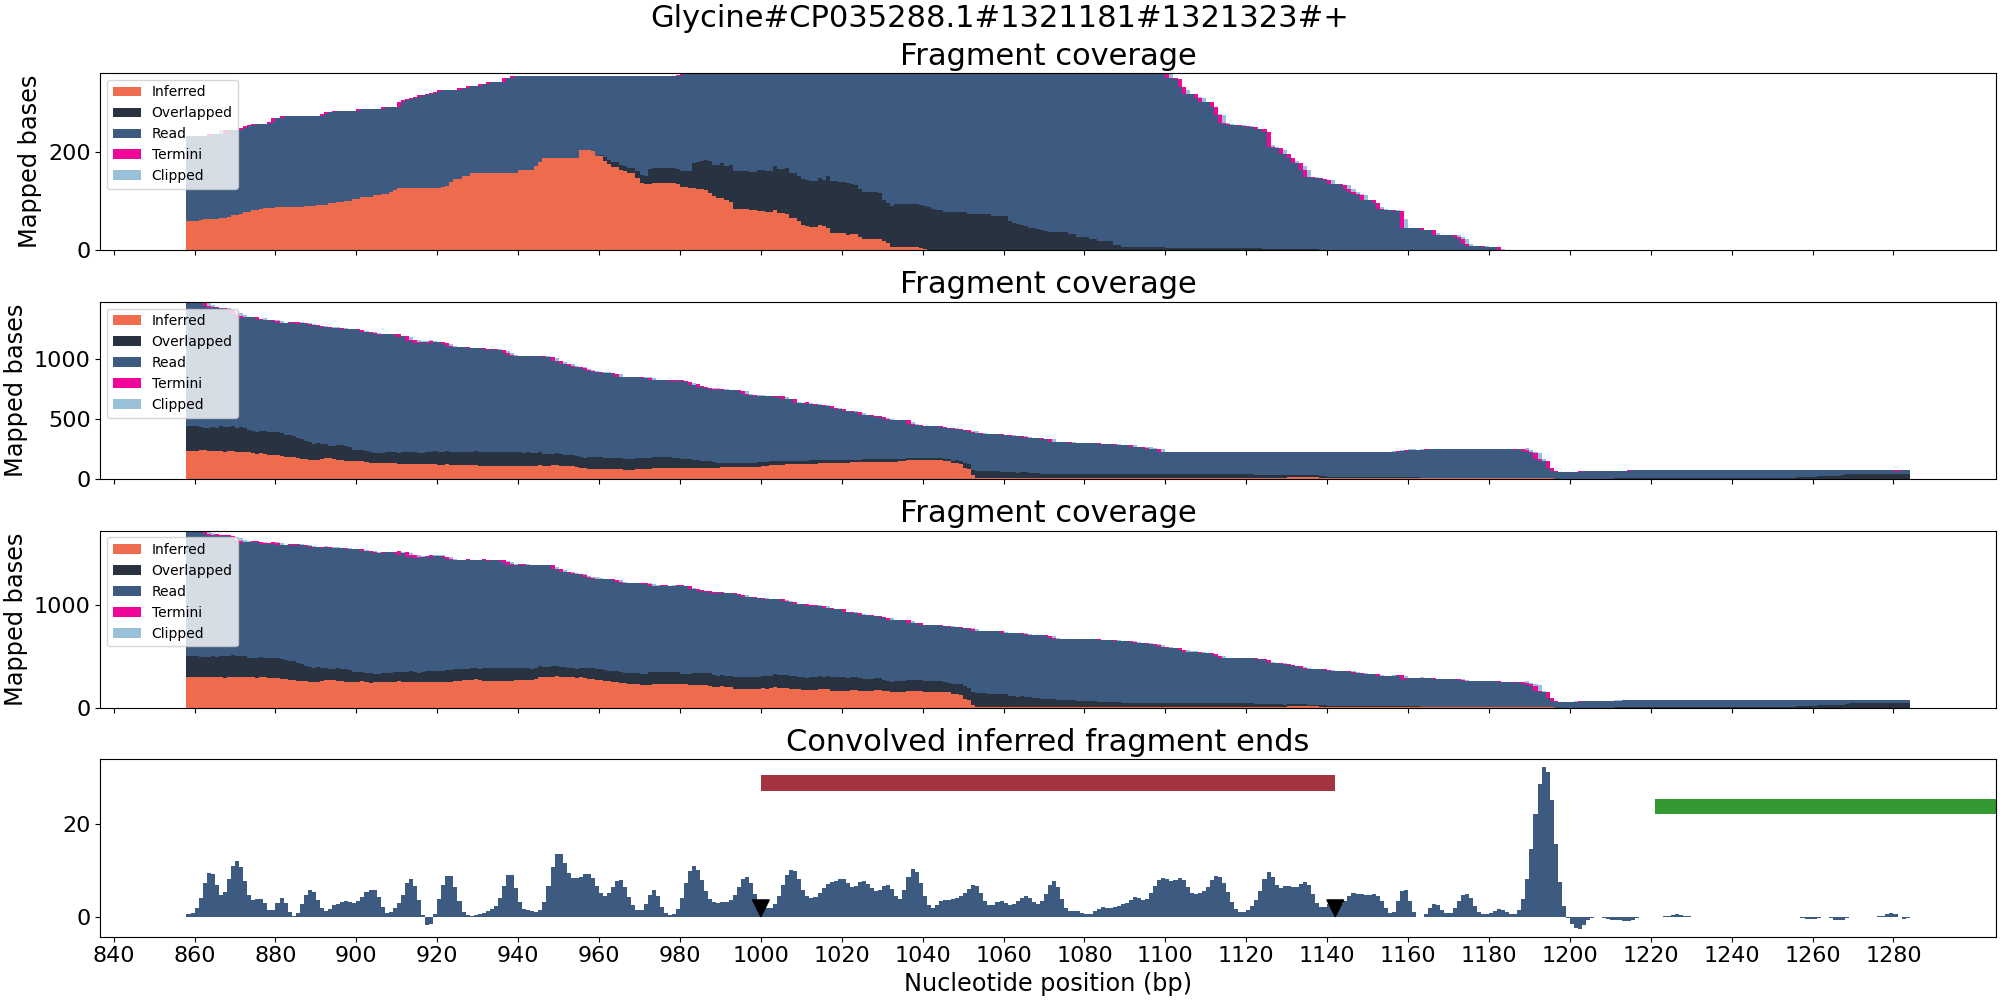 Glycine#CP035288.1#1321181#1321323#+
Fragment coverage
Mapped bases
200
0
Inferred
Overlapped
Read
Termini
Clipped
Fragment coverage
Mapped bases
1000
500
0
Inferred
Overlapped
Read
Termini
Clipped
Fragment coverage
Mapped bases
1000
0
Inferred
Overlapped
Read
Termini
Clipped
Convolved inferred fragment ends
20
0
840 860 880 900 920 940 960 980 1000 1020 1040 1060 1080 1100 1120 1140 1160 1180 1200 1220 1240 1260 1280
Nucleotide position (bp)